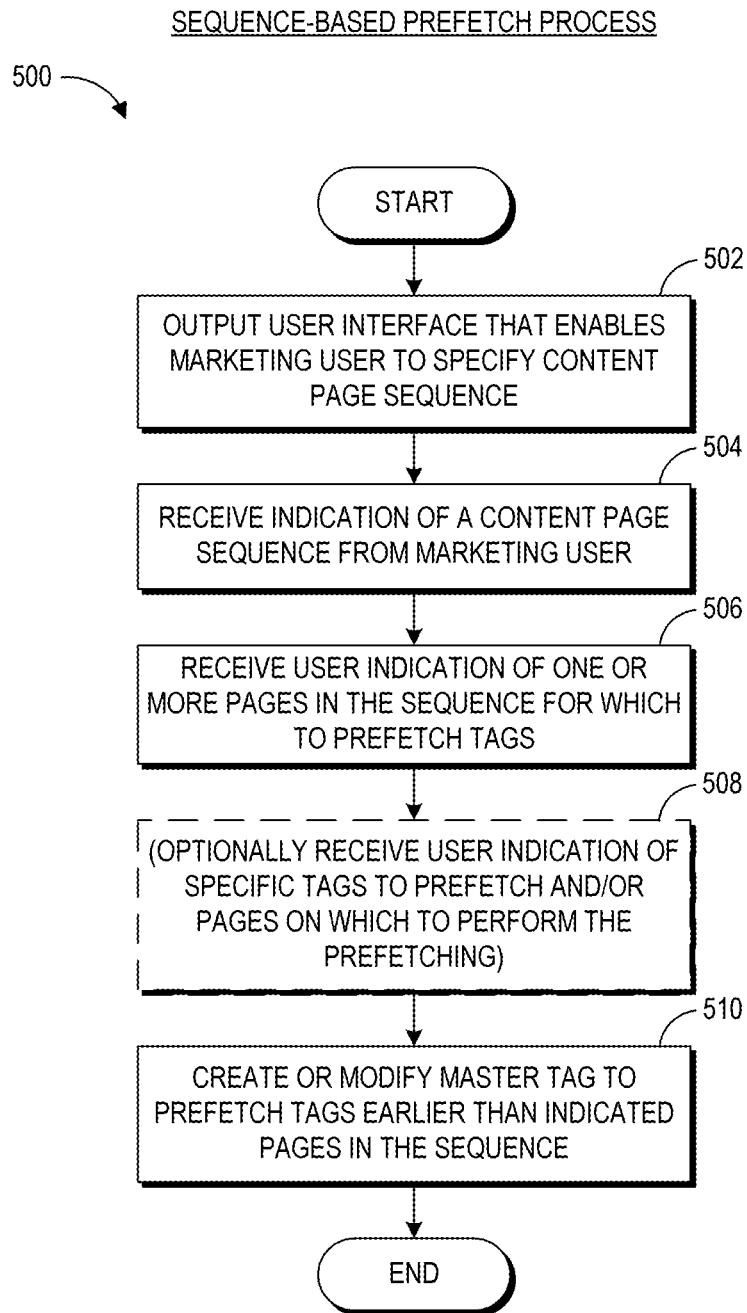 SEQUENCE-BASED PREFETCH PROCESS
500
START
502
OUTPUT USER INTERFACE THAT ENABLES
MARKETING USER TO SPECIFY CONTENT
PAGE SEQUENCE
504
RECEIVE INDICATION OF A CONTENT PAGE
SEQUENCE FROM MARKETING USER
506
RECEIVE USER INDICATION OF ONE OR
MORE PAGES IN THE SEQUENCE FOR WHICH
TO PREFETCH TAGS
508
(OPTIONALLY RECEIVE USER INDICATION OF
SPECIFIC TAGS TO PREFETCH AND/OR
PAGES ON WHICH TO PERFORM THE
PREFETCHING)
510
CREATE OR MODIFY MASTER TAG TO
PREFETCH TAGS EARLIER THAN INDICATED
PAGES IN THE SEQUENCE
END